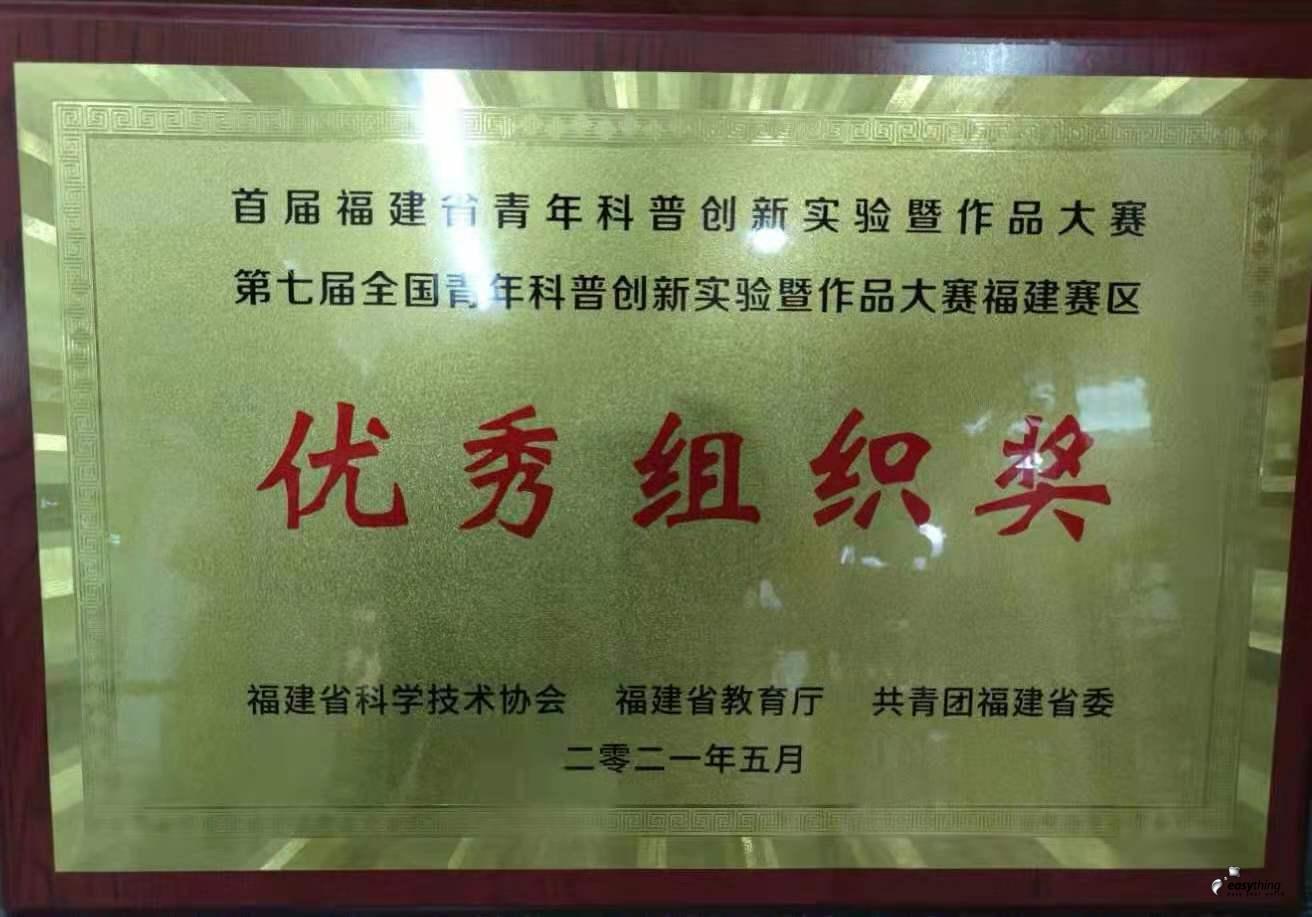 首届福建省青年科普创新实验暨作品大赛
第七届全国青年科普创新实验暨作品大赛福建赛区
优秀组织奖
福建省科学技术协会 福建省教育厅 共青团福建省委
二零二一年五月
easything